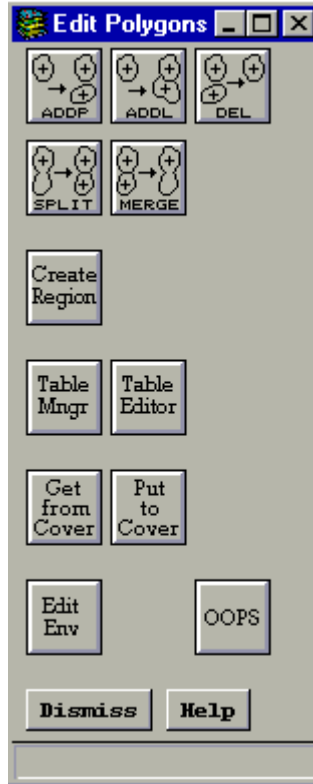 Edit Polygons
ADDP ADDL DEL
SPLIT MERGE
Create
Region
Table
Mngr
Table
Editor
Get
from
Cover
Put
to
Cover
Edit
Env
OOPS
Dismiss Help